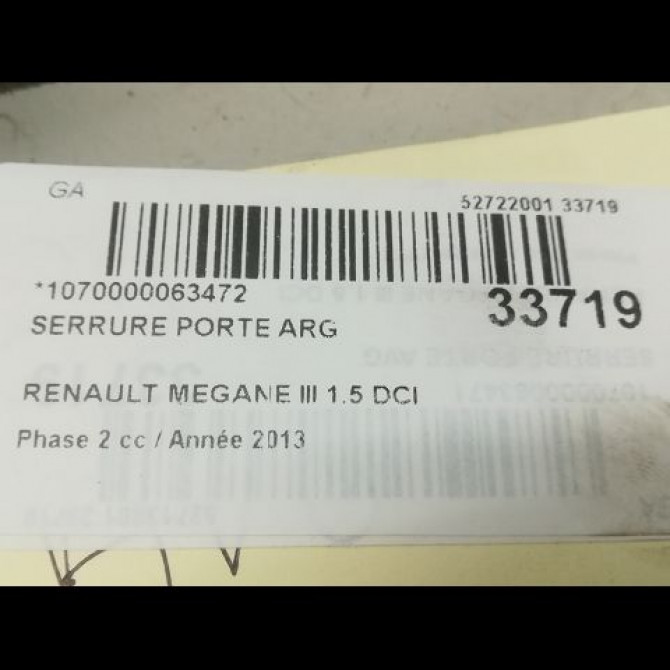 GA
52722001 33719
*1070000063472
33719
SERRURE PORTE ARG
RENAULT MEGANE III 1.5 DCI
Phase 2 cc / Année 2013